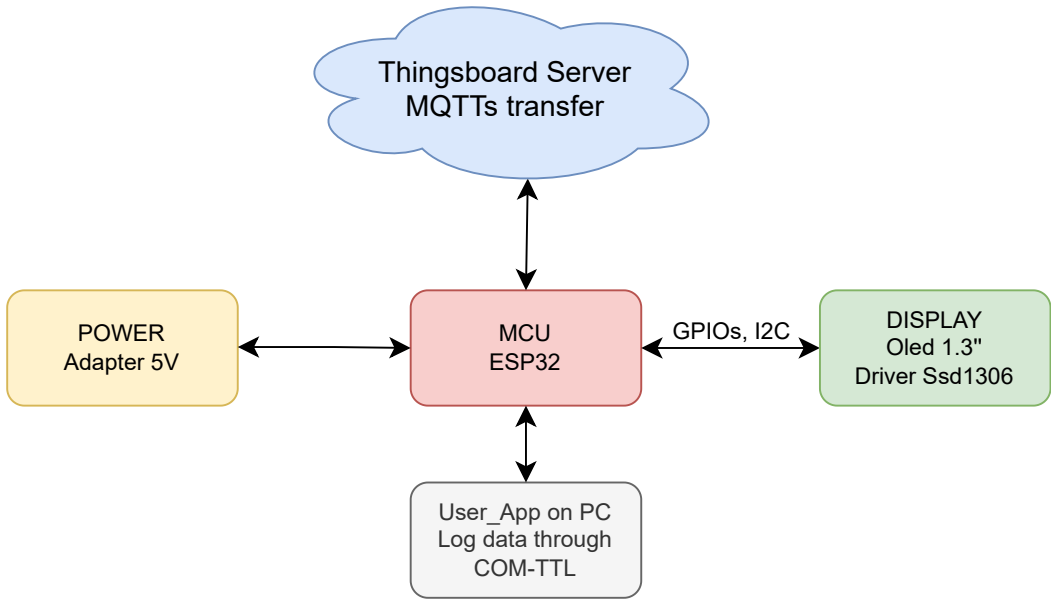 Thingsboard Server
MQTTs transfer
POWER
Adapter 5V
MCU
ESP32
GPIOs, I2C
DISPLAY
Oled 1.3"
Driver Ssd1306
User_App on PC
Log data through
COM-TTL